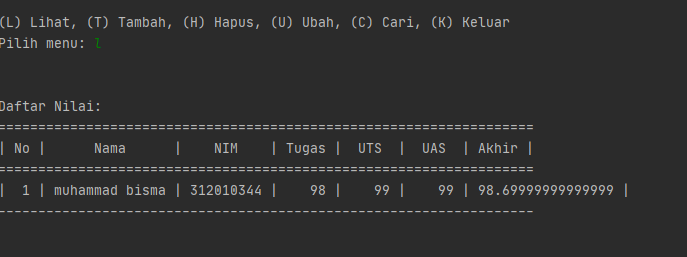 (L) Lihat, (T) Tambah, (H) Hapus, (U) Ubah, (C) Cari, (K) Keluar
Pilih menu: l
Daftar Nilai:
===================================================================
| No |      Nama      |    NIM    | Tugas |  UTS  |  UAS  | Akhir |
===================================================================
|  1 | muhammad bisma | 312010344 |    98 |    99 |    99 | 98.69999999999999 |
-------------------------------------------------------------------